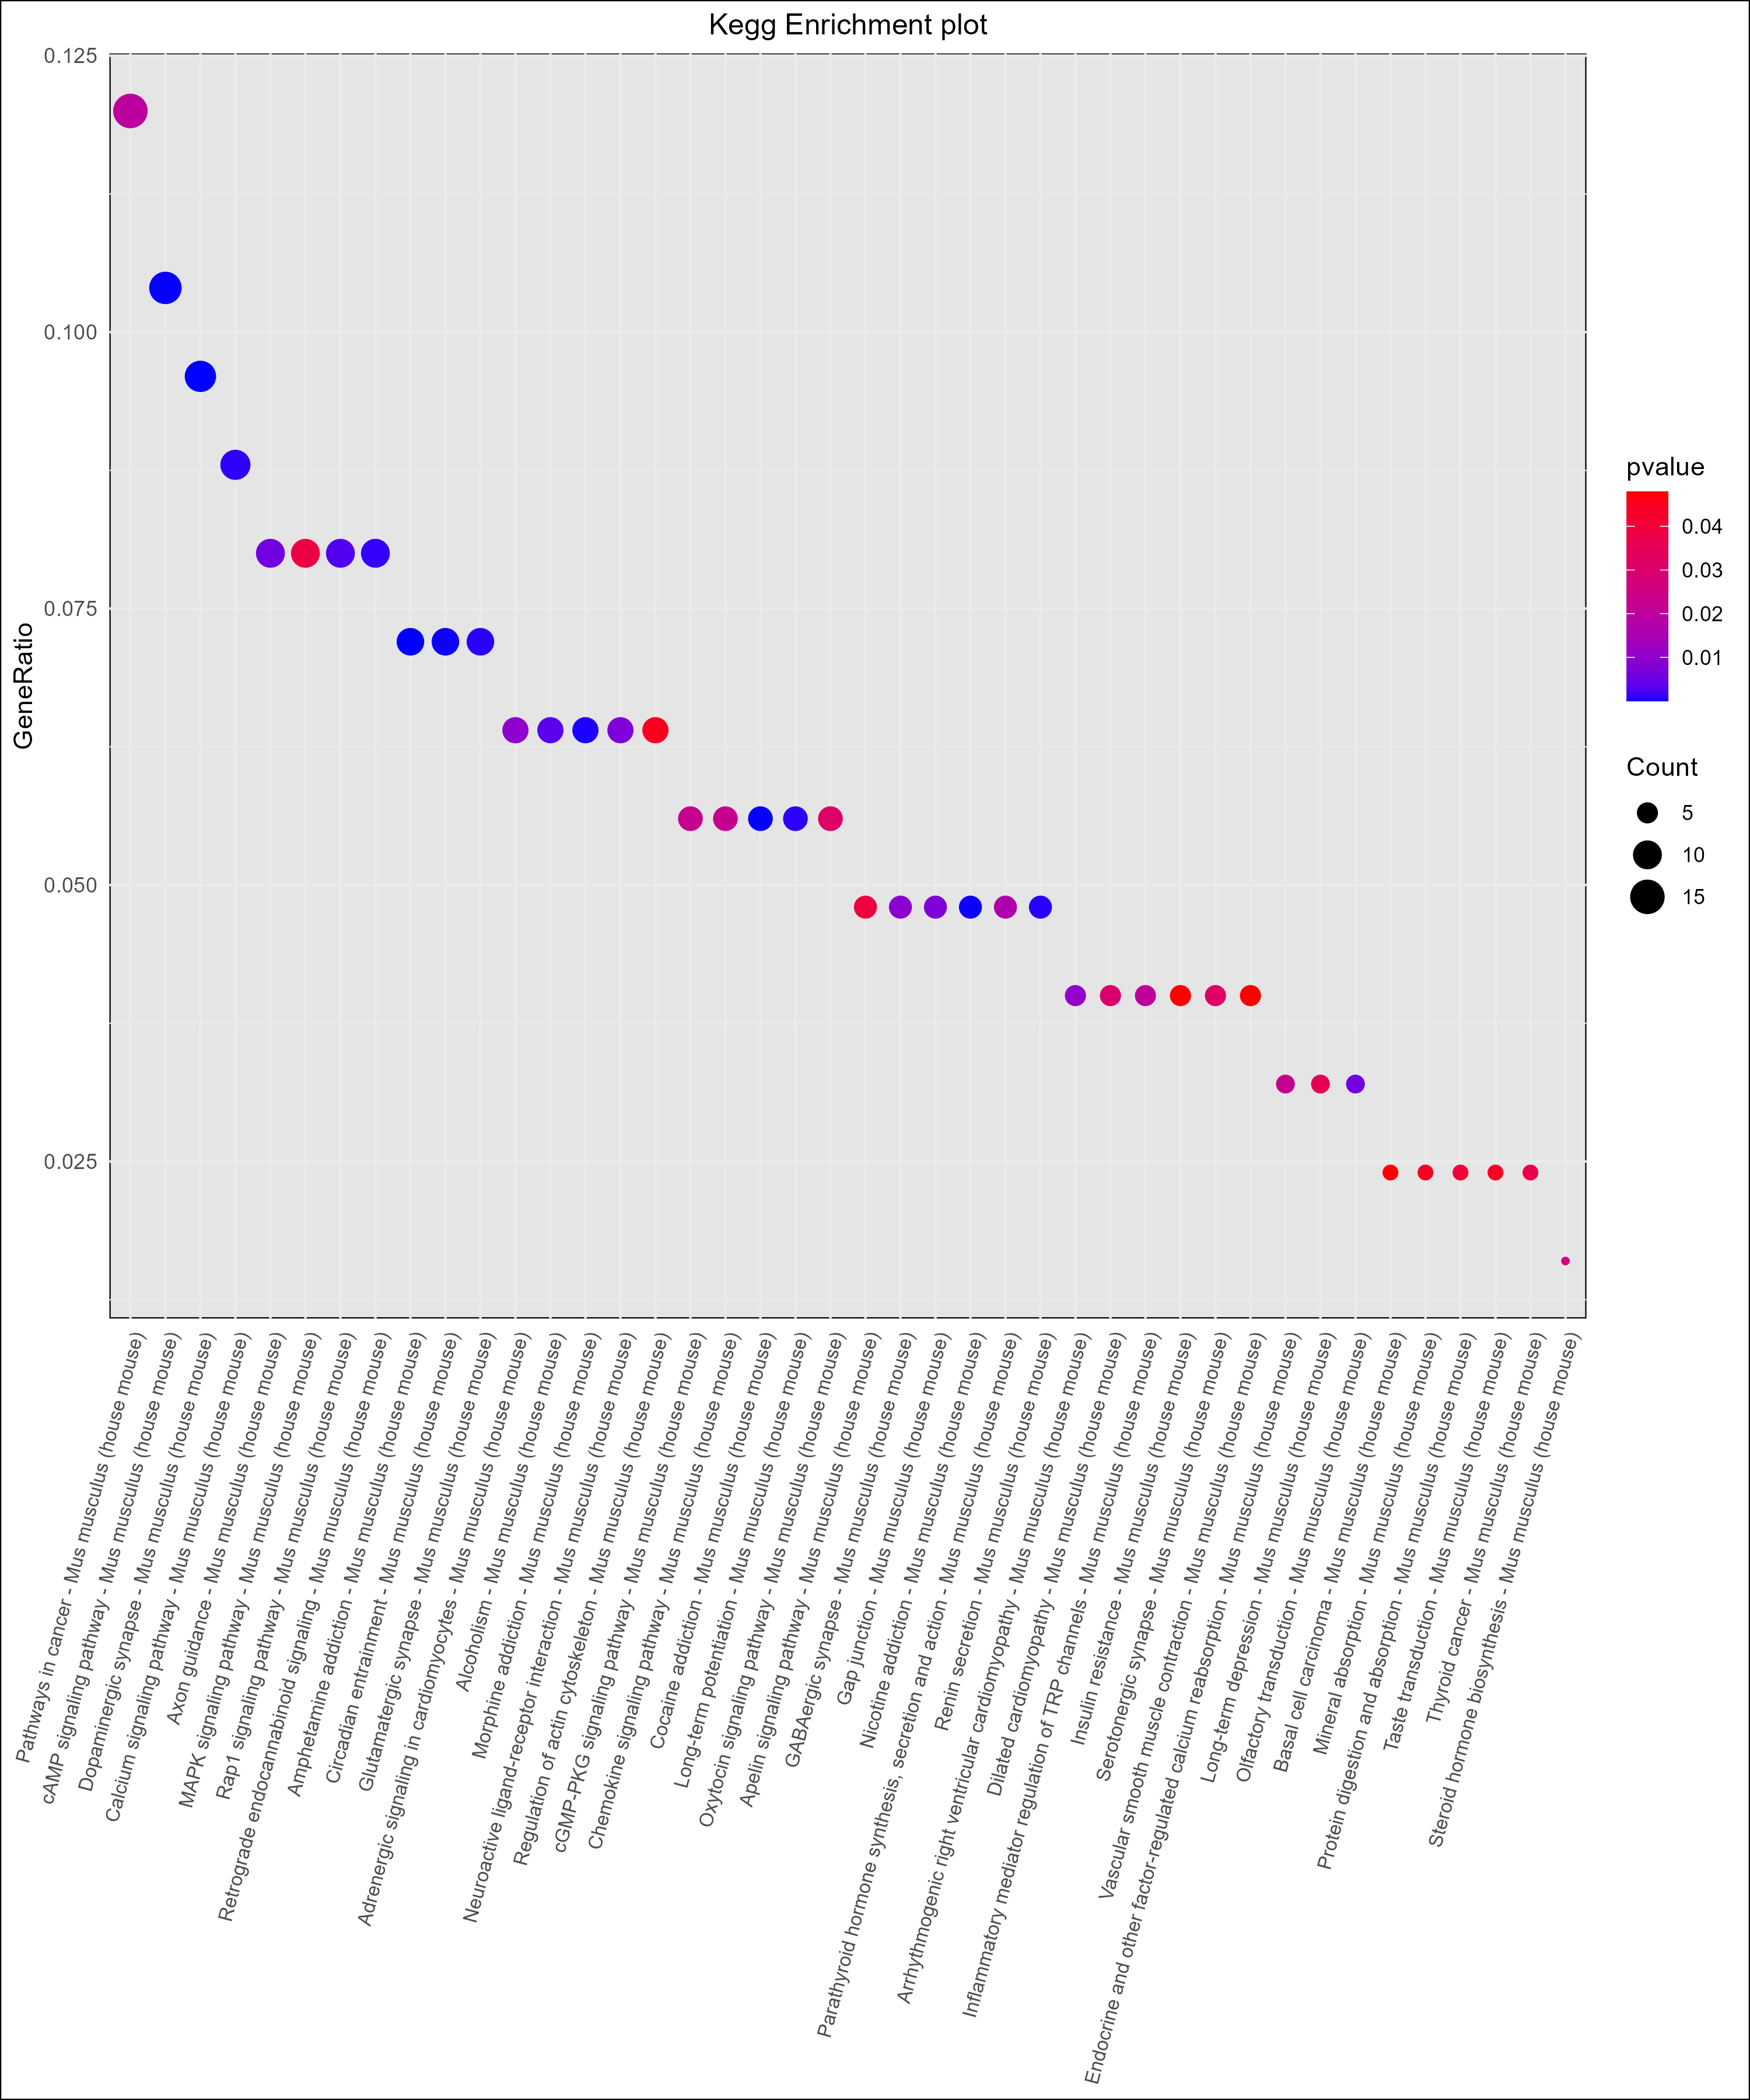 Kegg Enrichment plot
GeneRatio
0.125
0.100
0.075
0.050
0.025
Pathways in cancer - Mus musculus (house mouse)
cAMP signaling pathway - Mus musculus (house mouse)
Dopaminergic synapse - Mus musculus (house mouse)
Calcium signaling pathway - Mus musculus (house mouse)
Axon guidance - Mus musculus (house mouse)
MAPK signaling pathway - Mus musculus (house mouse)
Rap1 signaling pathway - Mus musculus (house mouse)
Retrograde endocannabinoid signaling - Mus musculus (house mouse)
Amphetamine addiction - Mus musculus (house mouse)
Circadian entrainment - Mus musculus (house mouse)
Glutamatergic synapse - Mus musculus (house mouse)
Adrenergic signaling in cardiomyocytes - Mus musculus (house mouse)
Alcoholism - Mus musculus (house mouse)
Morphine addiction - Mus musculus (house mouse)
Neuroactive ligand-receptor interaction - Mus musculus (house mouse)
Regulation of actin cytoskeleton - Mus musculus (house mouse)
cGMP-PKG signaling pathway - Mus musculus (house mouse)
Chemokine signaling pathway - Mus musculus (house mouse)
Cocaine addiction - Mus musculus (house mouse)
Long-term potentiation - Mus musculus (house mouse)
Oxytocin signaling pathway - Mus musculus (house mouse)
Apelin signaling pathway - Mus musculus (house mouse)
GABAergic synapse - Mus musculus (house mouse)
Gap junction - Mus musculus (house mouse)
Nicotine addiction - Mus musculus (house mouse)
Parathyroid hormone synthesis, secretion and action - Mus musculus (house mouse)
Renin secretion - Mus musculus (house mouse)
Arrhythmogenic right ventricular cardiomyopathy - Mus musculus (house mouse)
Dilated cardiomyopathy - Mus musculus (house mouse)
Inflammatory mediator regulation of TRP channels - Mus musculus (house mouse)
Insulin resistance - Mus musculus (house mouse)
Serotonergic synapse - Mus musculus (house mouse)
Vascular smooth muscle contraction - Mus musculus (house mouse)
Endocrine and other factor-regulated calcium reabsorption - Mus musculus (house mouse)
Long-term depression - Mus musculus (house mouse)
Olfactory transduction - Mus musculus (house mouse)
Basal cell carcinoma - Mus musculus (house mouse)
Mineral absorption - Mus musculus (house mouse)
Protein digestion and absorption - Mus musculus (house mouse)
Taste transduction - Mus musculus (house mouse)
Thyroid cancer - Mus musculus (house mouse)
Steroid hormone biosynthesis - Mus musculus (house mouse)
pvalue
0.04
0.03
0.02
0.01
Count
5
10
15